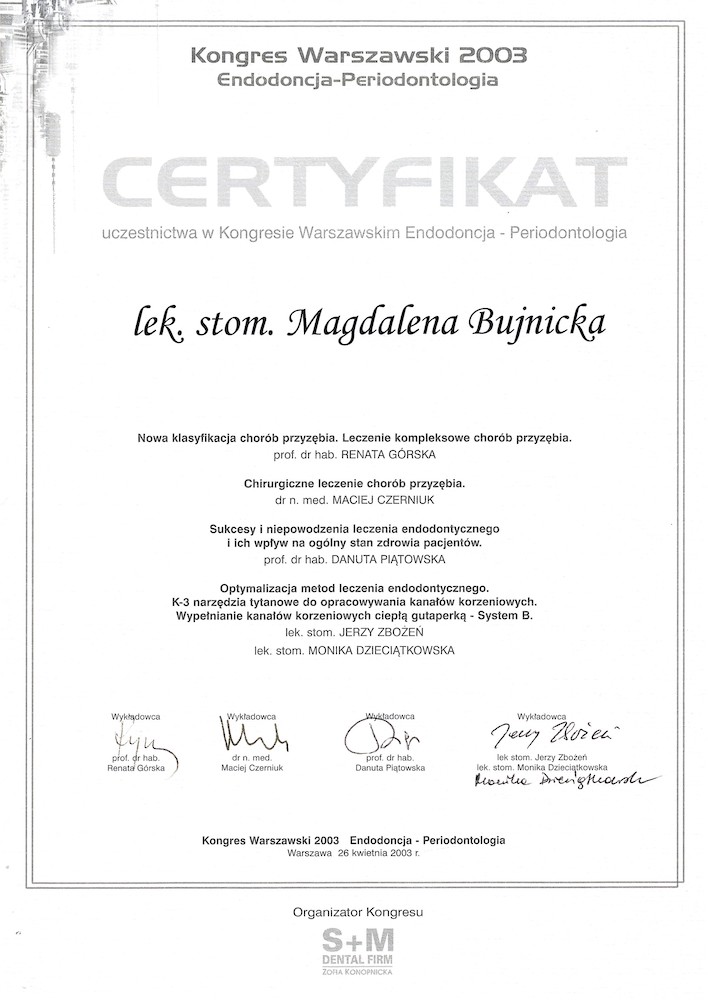 Kongres Warszawski 2003
Endodoncja-Periodontologia
CERTYFIKAT
uczestnictwa w Kongresie Warszawskim Endodoncja - Periodontologia
lek. stom. Magdalena Bujnicka
Nowa klasyfikacja chorób przyzębia. Leczenie kompleksowe chorób przyzębia.
prof. dr hab. RENATA GÓRSKA
Chirurgiczne leczenie chorób przyzębia.
dr n. med. MACIEJ CZERNIUK
Sukcesy i niepowodzenia leczenia endodontycznego
i ich wpływ na ogólny stan zdrowia pacjentów.
prof. dr hab. DANUTA PIĄTOWSKA
Optymalizacja metod leczenia endodontycznego.
K-3 narzędzia tytanowe do opracowywania kanałów korzeniowych.
Wypełnianie kanałów korzeniowych ciepłą gutaperką - System B.
lek. stom. JERZY ZBOŻEŃ
lek. stom. MONIKA DZIECIĄTKOWSKA
Wykładowca
prof. dr hab.
Renata Górska
Wykładowca
dr n. med.
Maciej Czerniuk
Wykładowca
prof. dr hab.
Danuta Piątowska
Wykładowca
Jerzy Zbożeń
lek stom. Jerzy Zbożeń
lek. stom. Monika Dzieciątkowska
Monika Dzieciątkowska
Kongres Warszawski 2003 Endodoncja - Periodontologia
Warszawa 26 kwietnia 2003 r.
Organizator Kongresu
S+M
DENTAL FIRM
ZOFIA KONOPNICKA